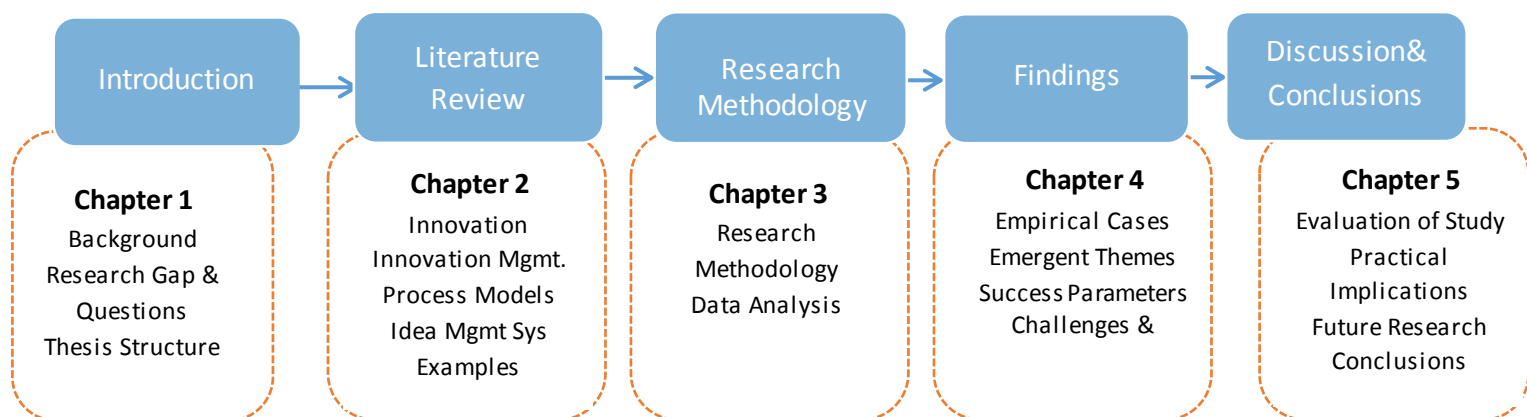 Introduction
Literature
Review
Research
Methodology
Findings
Discussion&
Conclusions
Chapter 1
Background
Research Gap &
Questions
Thesis Structure
Chapter 2
Innovation
Innovation Mgmt.
Process Models
Idea Mgmt Sys
Examples
Chapter 3
Research
Methodology
Data Analysis
Chapter 4
Empirical Cases
Emergent Themes
Success Parameters
Challenges &
Chapter 5
Evaluation of Study
Practical
Implications
Future Research
Conclusions